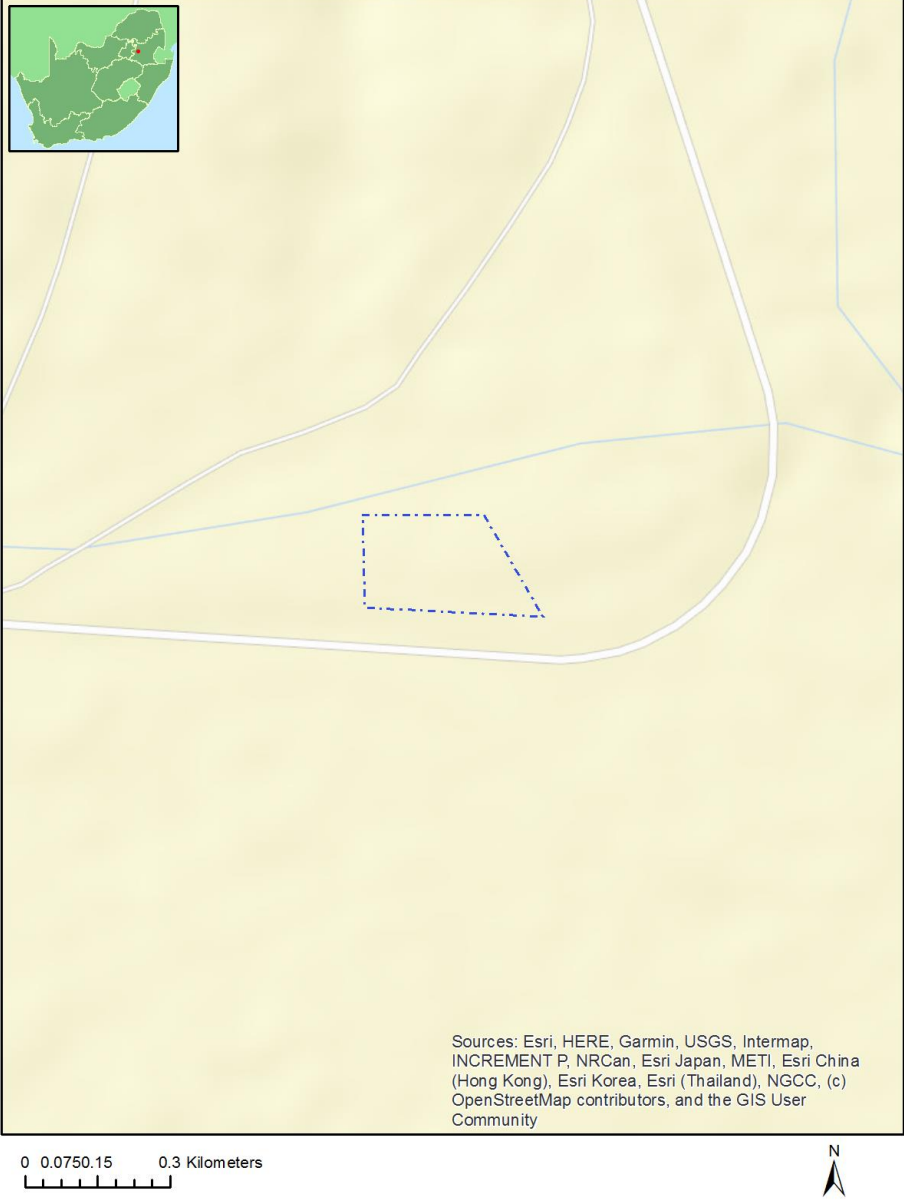 Sources: Esri, HERE, Garmin, USGS, Intermap,
INCREMENT P, NRCan, Esri Japan, METI, Esri China
(Hong Kong), Esri Korea, Esri (Thailand), NGCC, (c)
OpenStreetMap contributors, and the GIS User
Community
0 0.0750.15 0.3 Kilometers
N